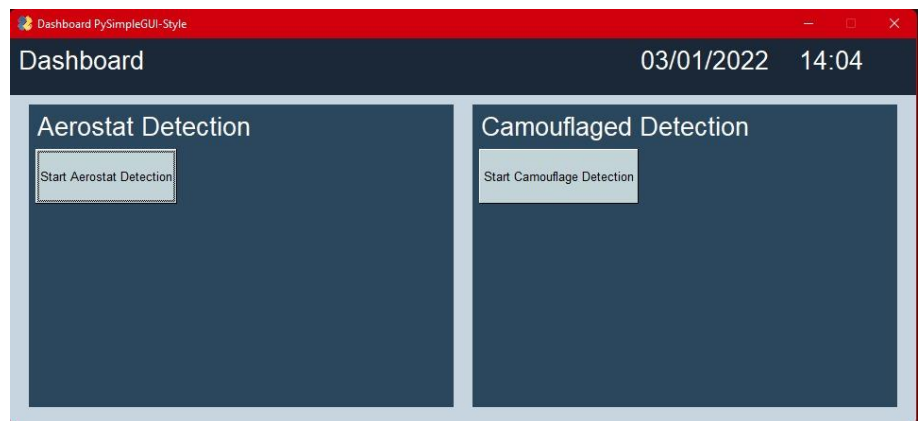 Dashboard PySimpleGUI-Style
Dashboard 03/01/2022 14:04
Aerostat Detection
Start Aerostat Detection
Camouflaged Detection
Start Camouflage Detection